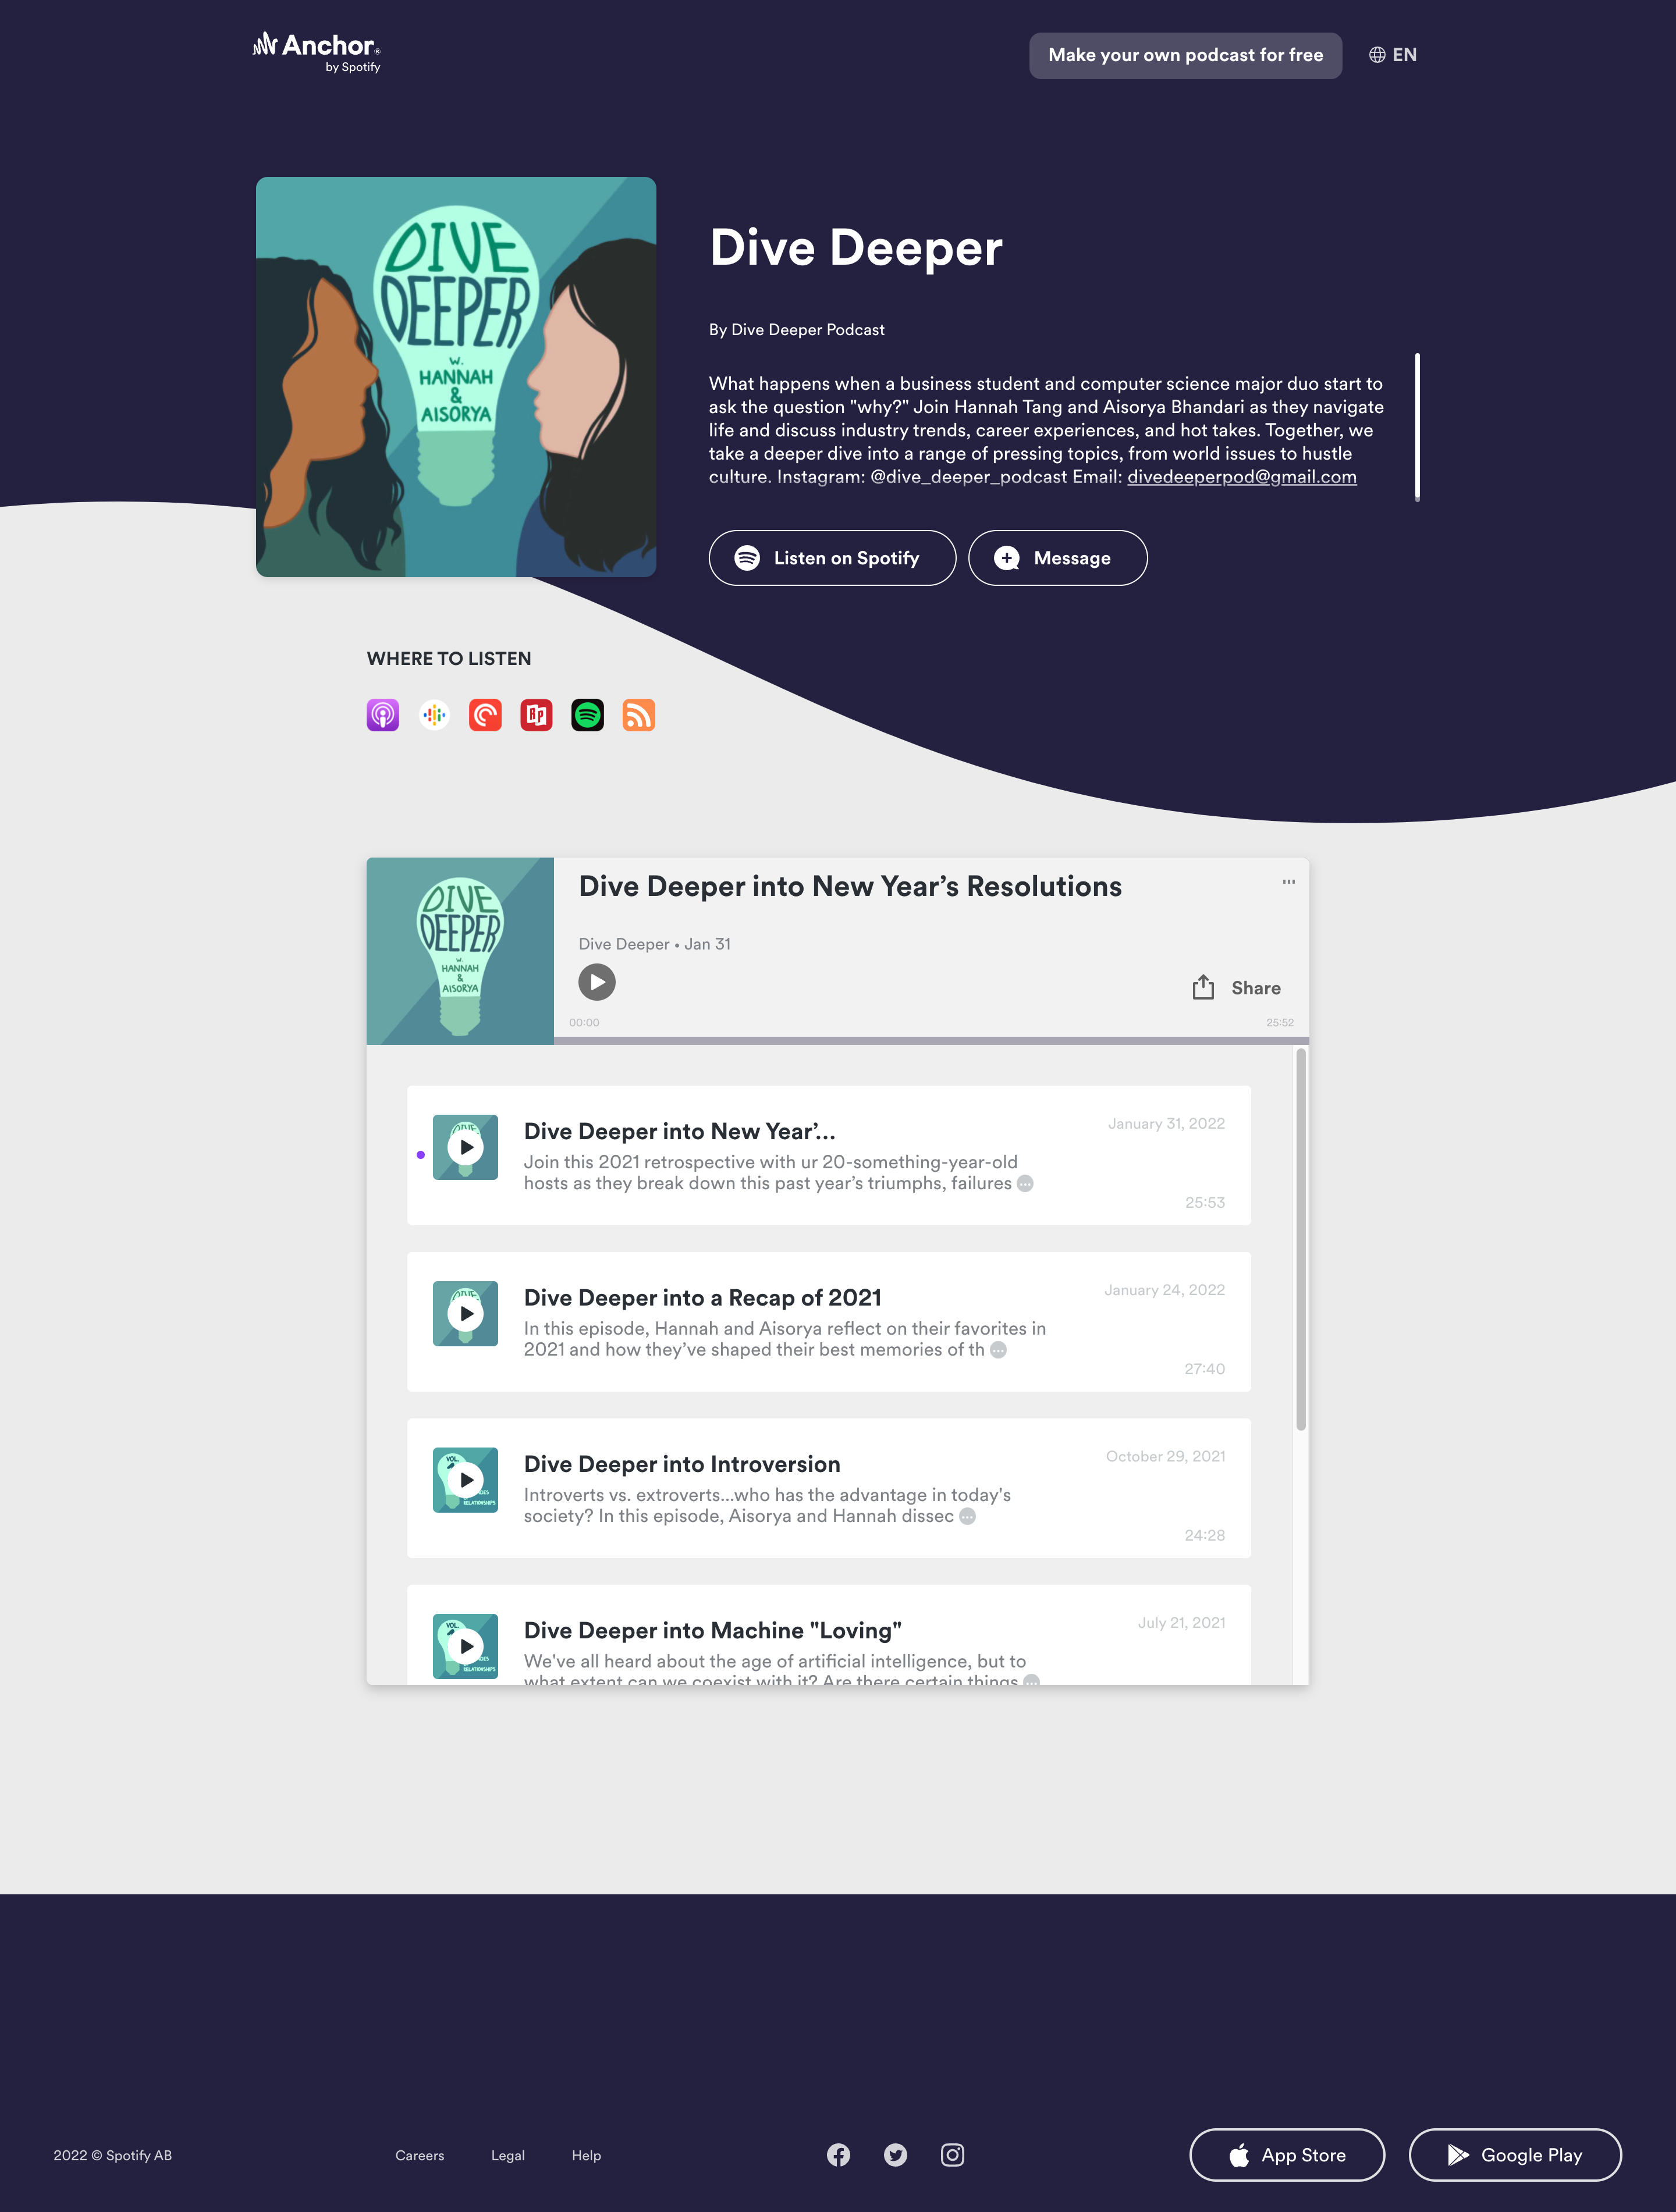 Anchor
by Spotify
Make your own podcast for free
EN
DIVE
DEEPER
W.
HANNAH
&
AISORYA
Dive Deeper
By Dive Deeper Podcast
What happens when a business student and computer science major duo start to
ask the question "why?" Join Hannah Tang and Aisorya Bhandari as they navigate
life and discuss industry trends, career experiences, and hot takes. Together, we
take a deeper dive into a range of pressing topics, from world issues to hustle
culture. Instagram: @dive_deeper_podcast Email: divedeeperpod@gmail.com
Listen on Spotify
Message
WHERE TO LISTEN
DIVE
DEEPER
W.
HANNAH
&
AISORYA
Dive Deeper into New Year’s Resolutions
Dive Deeper • Jan 31
Share
00:00
25:52
Dive Deeper into New Year’...
January 31, 2022
Join this 2021 retrospective with ur 20-something-year-old
hosts as they break down this past year’s triumphs, failures
25:53
Dive Deeper into a Recap of 2021
January 24, 2022
In this episode, Hannah and Aisorya reflect on their favorites in
2021 and how they’ve shaped their best memories of th
27:40
VOL.
RELATIONSHIPS
Dive Deeper into Introversion
October 29, 2021
Introverts vs. extroverts...who has the advantage in today's
society? In this episode, Aisorya and Hannah dissec
24:28
VOL.
RELATIONSHIPS
Dive Deeper into Machine "Loving"
July 21, 2021
We've all heard about the age of artificial intelligence, but to
what extent can we coexist with it? Are there certain things
2022 © Spotify AB
Careers
Legal
Help
App Store
Google Play